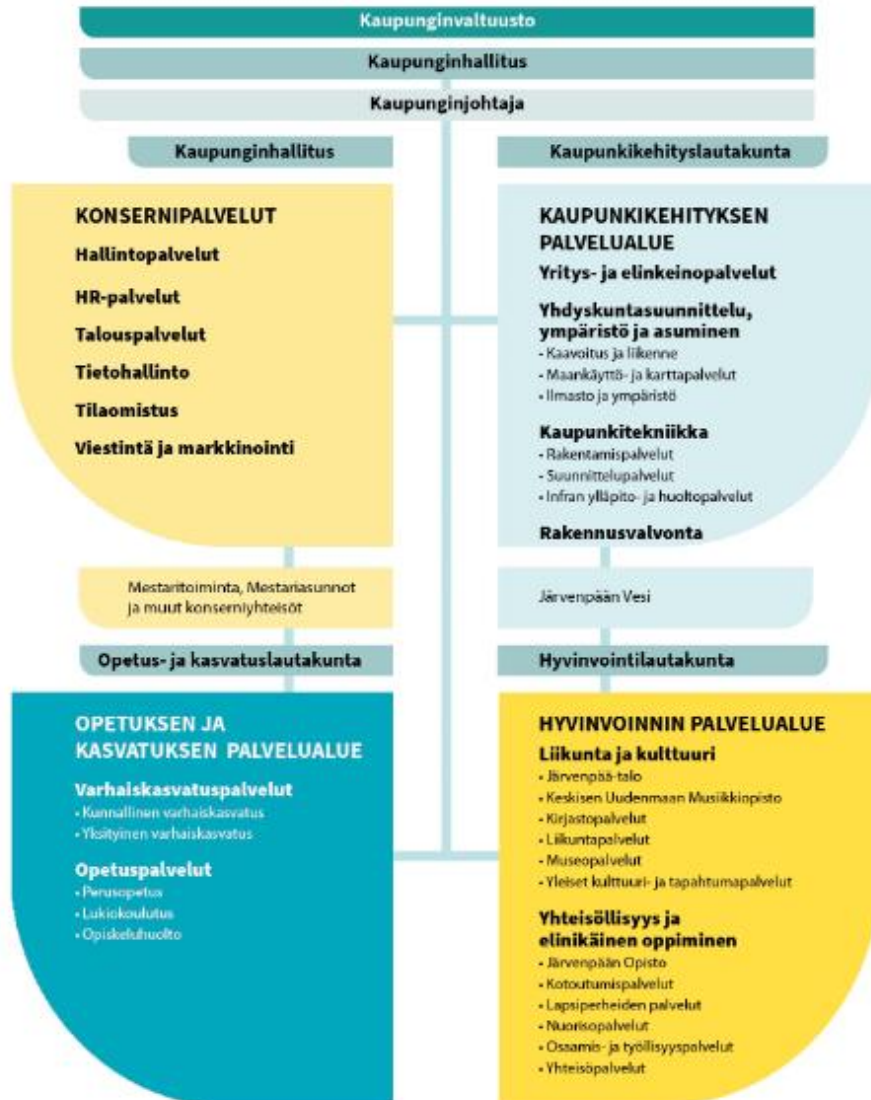 Kaupunginvaltuusto
Kaupunginhallitus
Kaupunginjohtaja
Kaupunginhallitus
KONSERNIPALVELUT
Hallintopalvelut
HR-palvelut
Talouspalvelut
Tietohallinto
Tilaomistus
Viestintä ja markkinointi
Mestaritoiminta, Mestariasunnot
ja muut konserniyhteisöt
Kaupunkikehityslautakunta
KAUPUNKIKEHITYKSEN
PALVELUALUE
Yritys- ja elinkeinopalvelut
Yhdyskuntasuunnittelu,
ympäristö ja asuminen
• Kaavoitus ja liikenne
• Maankäyttö- ja karttapalvelut
• Ilmasto ja ympäristö
Kaupunkitekniikka
• Rakentamispalvelut
• Suunnittelupalvelut
• Infran ylläpito- ja huoltopalvelut
Rakennusvalvonta
Järvenpään Vesi
Opetus- ja kasvatuslautakunta
OPETUKSEN JA
KASVATUKSEN PALVELUALUE
Varhaiskasvatuspalvelut
• Kunnallinen varhaiskasvatus
• Yksityinen varhaiskasvatus
Opetuspalvelut
• Perusopetus
• Lukiokoulutus
• Opiskeluhuolto
Hyvinvointilautakunta
HYVINVOINNIN PALVELUALUE
Liikunta ja kulttuuri
• Järvenpää-talo
• Keskisen Uudenmaan Musiikkiopisto
• Kirjastopalvelut
• Liikuntapalvelut
• Museopalvelut
• Yleiset kulttuuri- ja tapahtumapalvelut
Yhteisöllisyys ja
elinikäinen oppiminen
• Järvenpään Opisto
• Kotoutumispalvelut
• Lapsiperheiden palvelut
• Nuorisopalvelut
• Osaamis- ja työllisyyspalvelut
• Yhteisöpalvelut